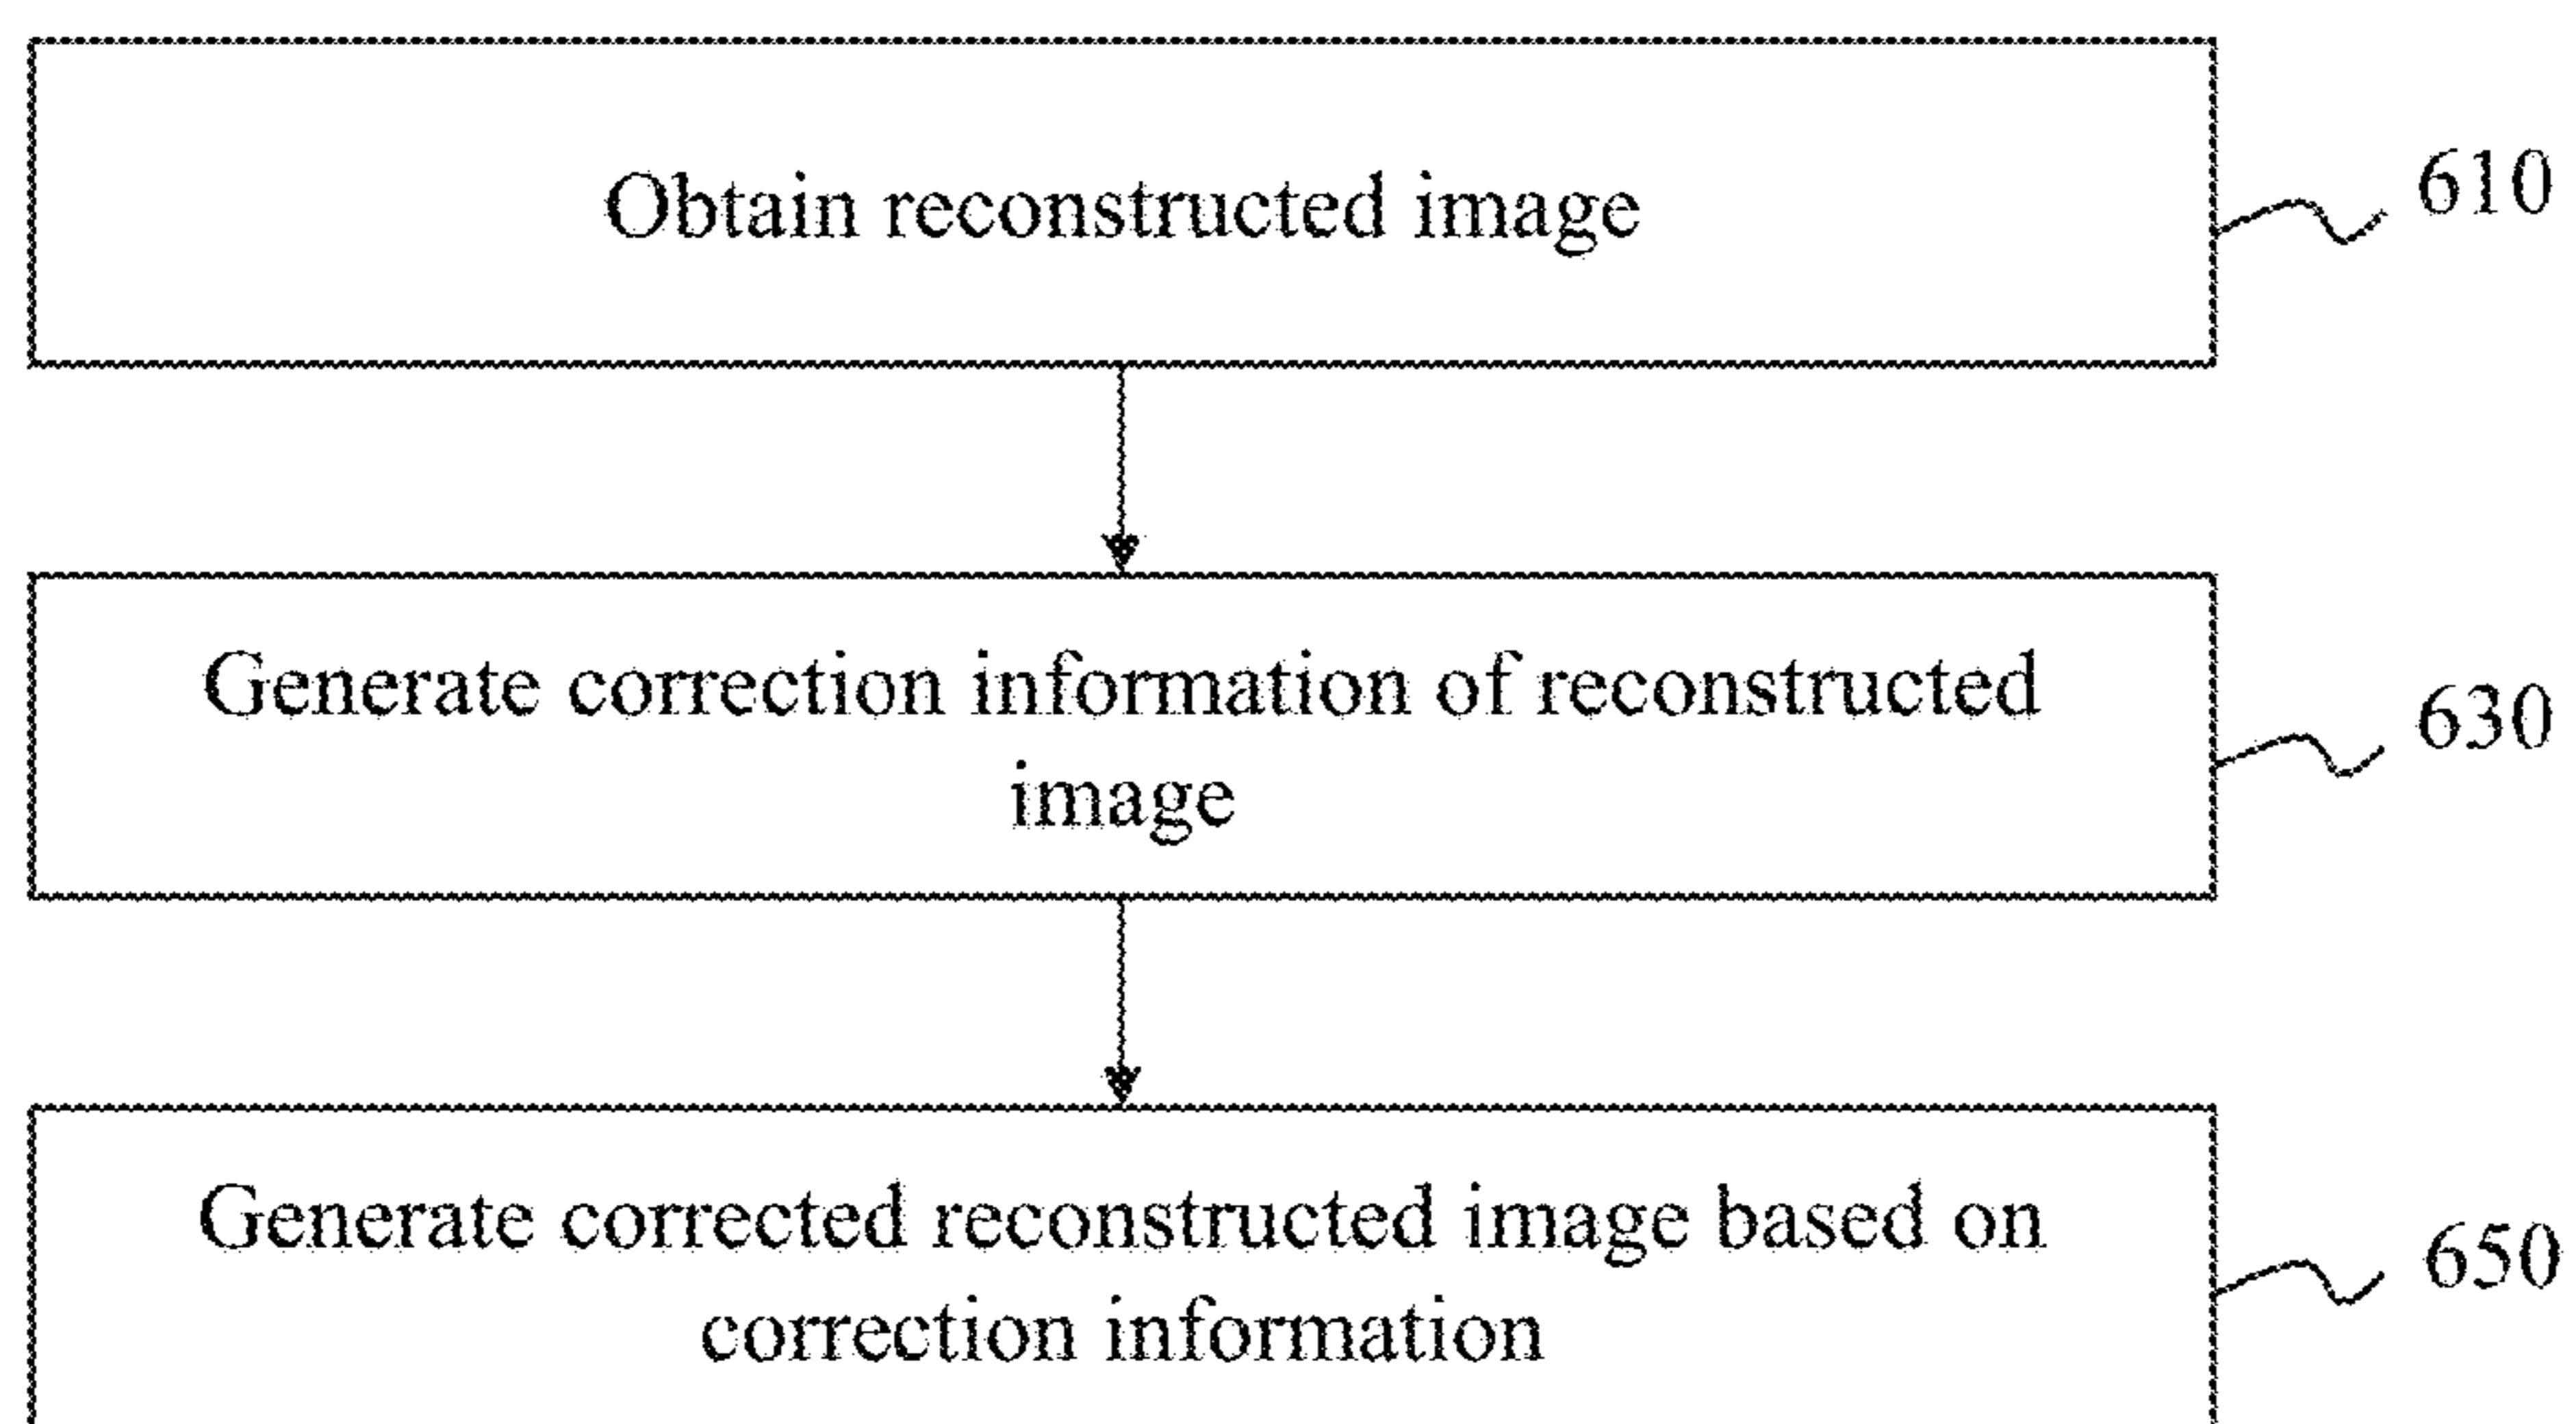 Obtain reconstructed image
610
Generate correction information of reconstructed
image
630
Generate corrected reconstructed image based on
correction information
650